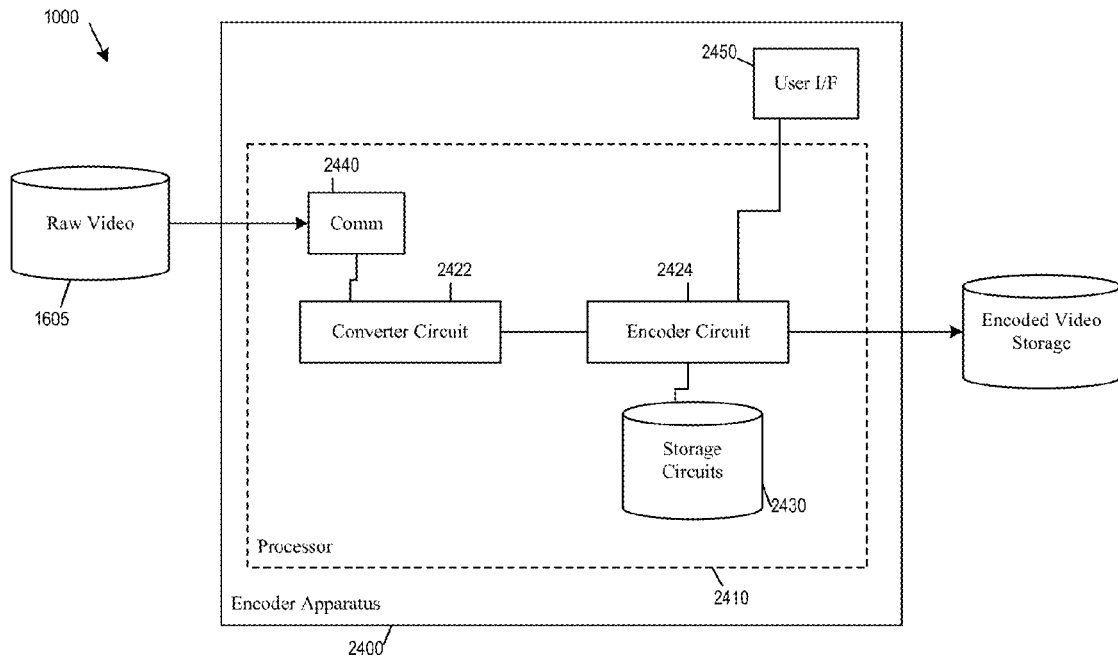 1000
2450
User I/F
2440
Raw Video
Comm
1605
2422
2424
Converter Circuit
Encoder Circuit
Encoded Video
Storage
Storage
Circuits
2430
Processor
2410
Encoder Apparatus
2400